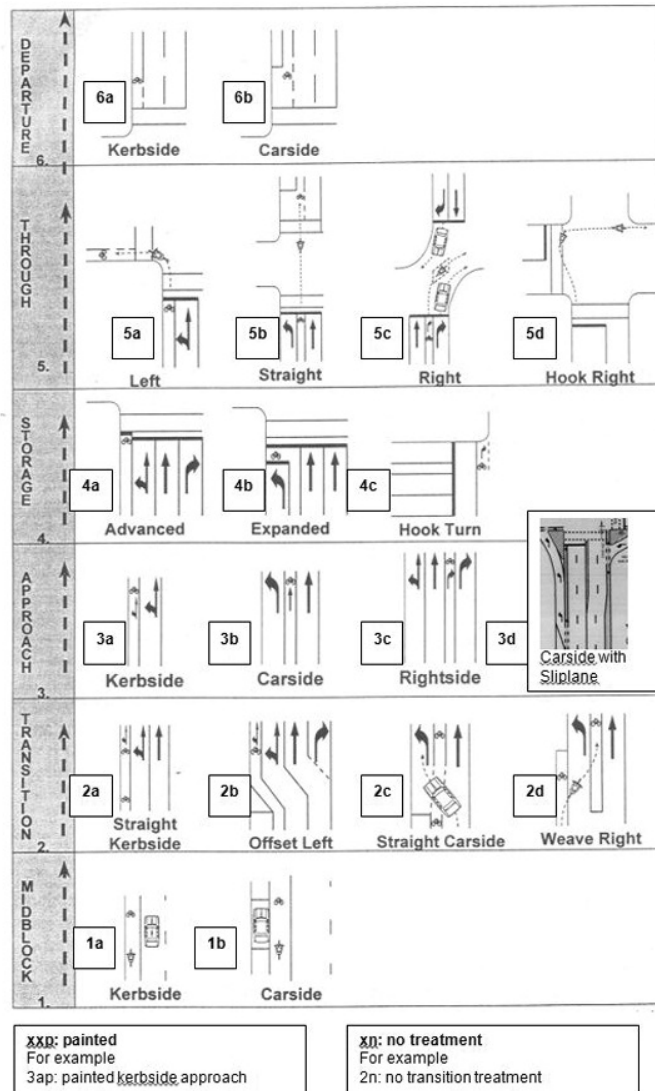 DEPARTURE
6.
6a
Kerbside
6b
Carside
THROUGH
5.
5a
Left
5b
Straight
5c
Right
5d
Hook Right
STORAGE
4.
4a
Advanced
4b
Expanded
4c
Hook Turn
APPROACH
3.
3a
Kerbside
3b
Carside
3c
Rightside
3d
Carside with
Sliplane
TRANSITION
2.
2a
Straight
Kerbside
2b
Offset Left
2c
Straight Carside
2d
Weave Right
MIDBLOCK
1.
1a
Kerbside
1b
Carside
xxp: painted
For example
3ap: painted kerbside approach
xn: no treatment
For example
2n: no transition treatment